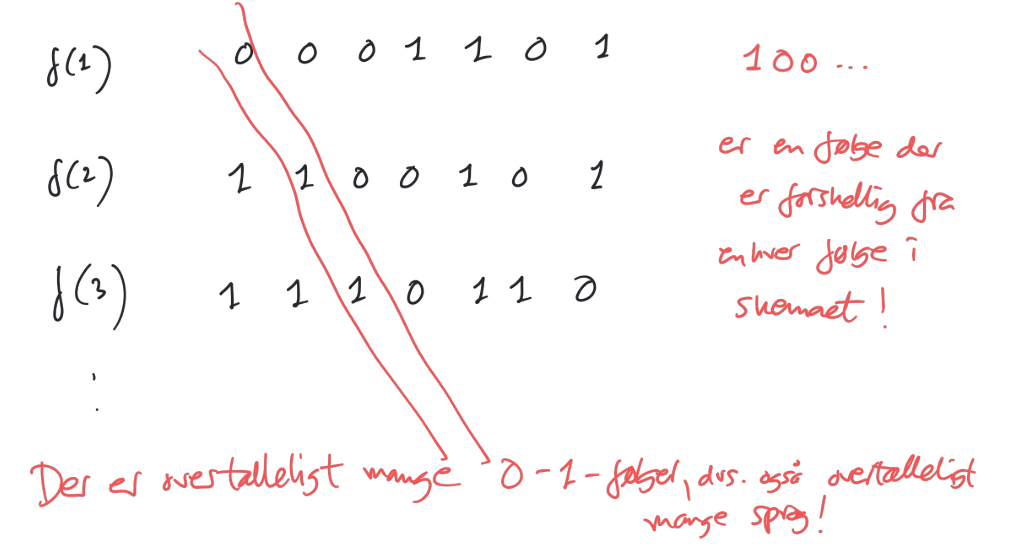 f(1) 0 0 0 1 1 0 1
100 ...
er en følge der
f(2) 1 1 0 0 1 0 1
er forskellig fra
enhver følge i
f(3) 1 1 1 0 1 1 0
skemaet!
Der er overtælleligt mange 0-1-følger, dvs. også overtælleligt
mange sprog!